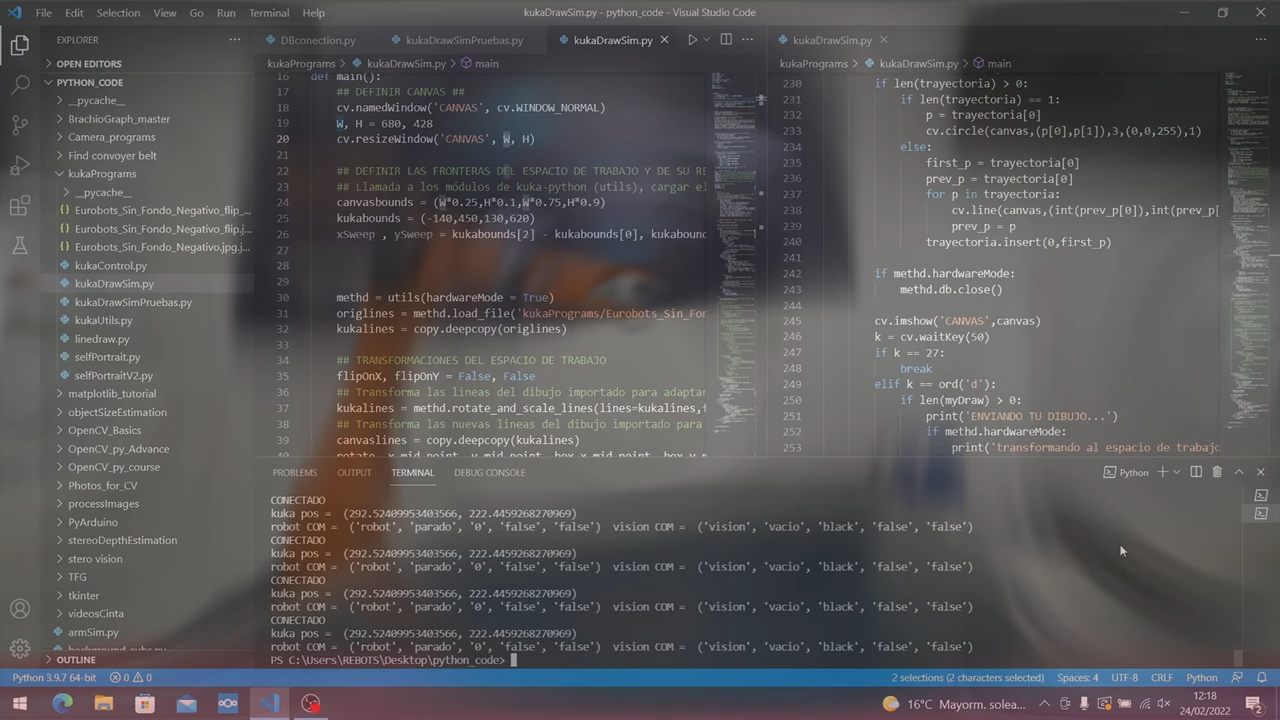 File Edit Selection View Go Run Terminal Help
kukaDrawSim.py - python_code - Visual Studio Code
EXPLORER
OPEN EDITORS
PYTHON_CODE
__pycache__
BrachioGraph_master
Camera_programs
Find convoyer belt
kukaPrograms
__pycache__
Eurobots_Sin_Fondo_Negativo_flip_...
Eurobots_Sin_Fondo_Negativo_flip.j...
Eurobots_Sin_Fondo_Negativo.jpg.j...
kukaControl.py
kukaDrawSim.py
kukaDrawSimPruebas.py
kukaUtils.py
linedraw.py
selfPortrait.py
selfPortraitV2.py
matplotlib_tutorial
objectSizeEstimation
OpenCV_Basics
OpenCV_py_Advance
OpenCV_py_course
Photos_for_CV
processImages
PyArduino
stereoDepthEstimation
stero vision
TFG
tkinter
videosCinta
armSim.py
OUTLINE
DBconection.py kukaDrawSimPruebas.py kukaDrawSim.py
kukaPrograms > kukaDrawSim.py > main
16 def main():
17 ## DEFINIR CANVAS ##
18 cv.namedWindow('CANVAS', cv.WINDOW_NORMAL)
19 W, H = 680, 428
20 cv.resizeWindow('CANVAS', W, H)
21
22 ## DEFINIR LAS FRONTERAS DEL ESPACIO DE TRABAJO Y DE SU RE
23 ## Llamada a los módulos de kuka-python (utils), cargar el
24 canvasbounds = (W*0.25,H*0.1,W*0.75,H*0.9)
25 kukabounds = (-140,450,130,620)
26 xSweep , ySweep = kukabounds[2] - kukabounds[0], kukaboun
28
29
30 methd = utils(hardwareMode = True)
31 origlines = methd.load_file('kukaPrograms/Eurobots_Sin_Fon
32 kukalines = copy.deepcopy(origlines)
33
34 ## TRANSFORMACIONES DEL ESPACIO DE TRABAJO
35 flipOnX, flipOnY = False, False
36 ## Transforma las lineas del dibujo importado para adaptar
37 kukalines = methd.rotate_and_scale_lines(lines=kukalines,f
38 ## Transforma las nuevas lineas del dibujo importado para
39 canvaslines = copy.deepcopy(kukalines)
40 rotate, x_mid_point, y_mid_point, box_x_mid_point, box_y_m
kukaDrawSim.py
kukaPrograms > kukaDrawSim.py > main
230 if len(trayectoria) > 0:
231 if len(trayectoria) == 1:
232 p = trayectoria[0]
233 cv.circle(canvas,(p[0],p[1]),3,(0,0,255),1)
234 else:
235 first_p = trayectoria[0]
236 prev_p = trayectoria[0]
237 for p in trayectoria:
238 cv.line(canvas,(int(prev_p[0]),int(prev_p[
239 prev_p = p
240 trayectoria.insert(0,first_p)
241
242 if methd.hardwareMode:
243 methd.db.close()
244
245 cv.imshow('CANVAS',canvas)
246 k = cv.waitKey(50)
247 if k == 27:
248 break
249 elif k == ord('d'):
250 if len(myDraw) > 0:
251 print('ENVIANDO TU DIBUJO...')
252 if methd.hardwareMode:
253 print('transformando al espacio de trabajo
PROBLEMS OUTPUT TERMINAL DEBUG CONSOLE
Python
CONECTADO
kuka pos = (292.52409953403566, 222.4459268270969)
robot COM = ('robot', 'parado', '0', 'false', 'false') vision COM = ('vision', 'vacio', 'black', 'false', 'false')
CONECTADO
kuka pos = (292.52409953403566, 222.4459268270969)
robot COM = ('robot', 'parado', '0', 'false', 'false') vision COM = ('vision', 'vacio', 'black', 'false', 'false')
CONECTADO
kuka pos = (292.52409953403566, 222.4459268270969)
robot COM = ('robot', 'parado', '0', 'false', 'false') vision COM = ('vision', 'vacio', 'black', 'false', 'false')
CONECTADO
kuka pos = (292.52409953403566, 222.4459268270969)
robot COM = ('robot', 'parado', '0', 'false', 'false') vision COM = ('vision', 'vacio', 'black', 'false', 'false')
PS C:\Users\REBOTS\Desktop\python_code>
Python 3.9.7 64-bit 0 0
2 selections (2 characters selected) Spaces: 4 UTF-8 CRLF Python
16°C Mayorm. solea...
12:18
24/02/2022
2